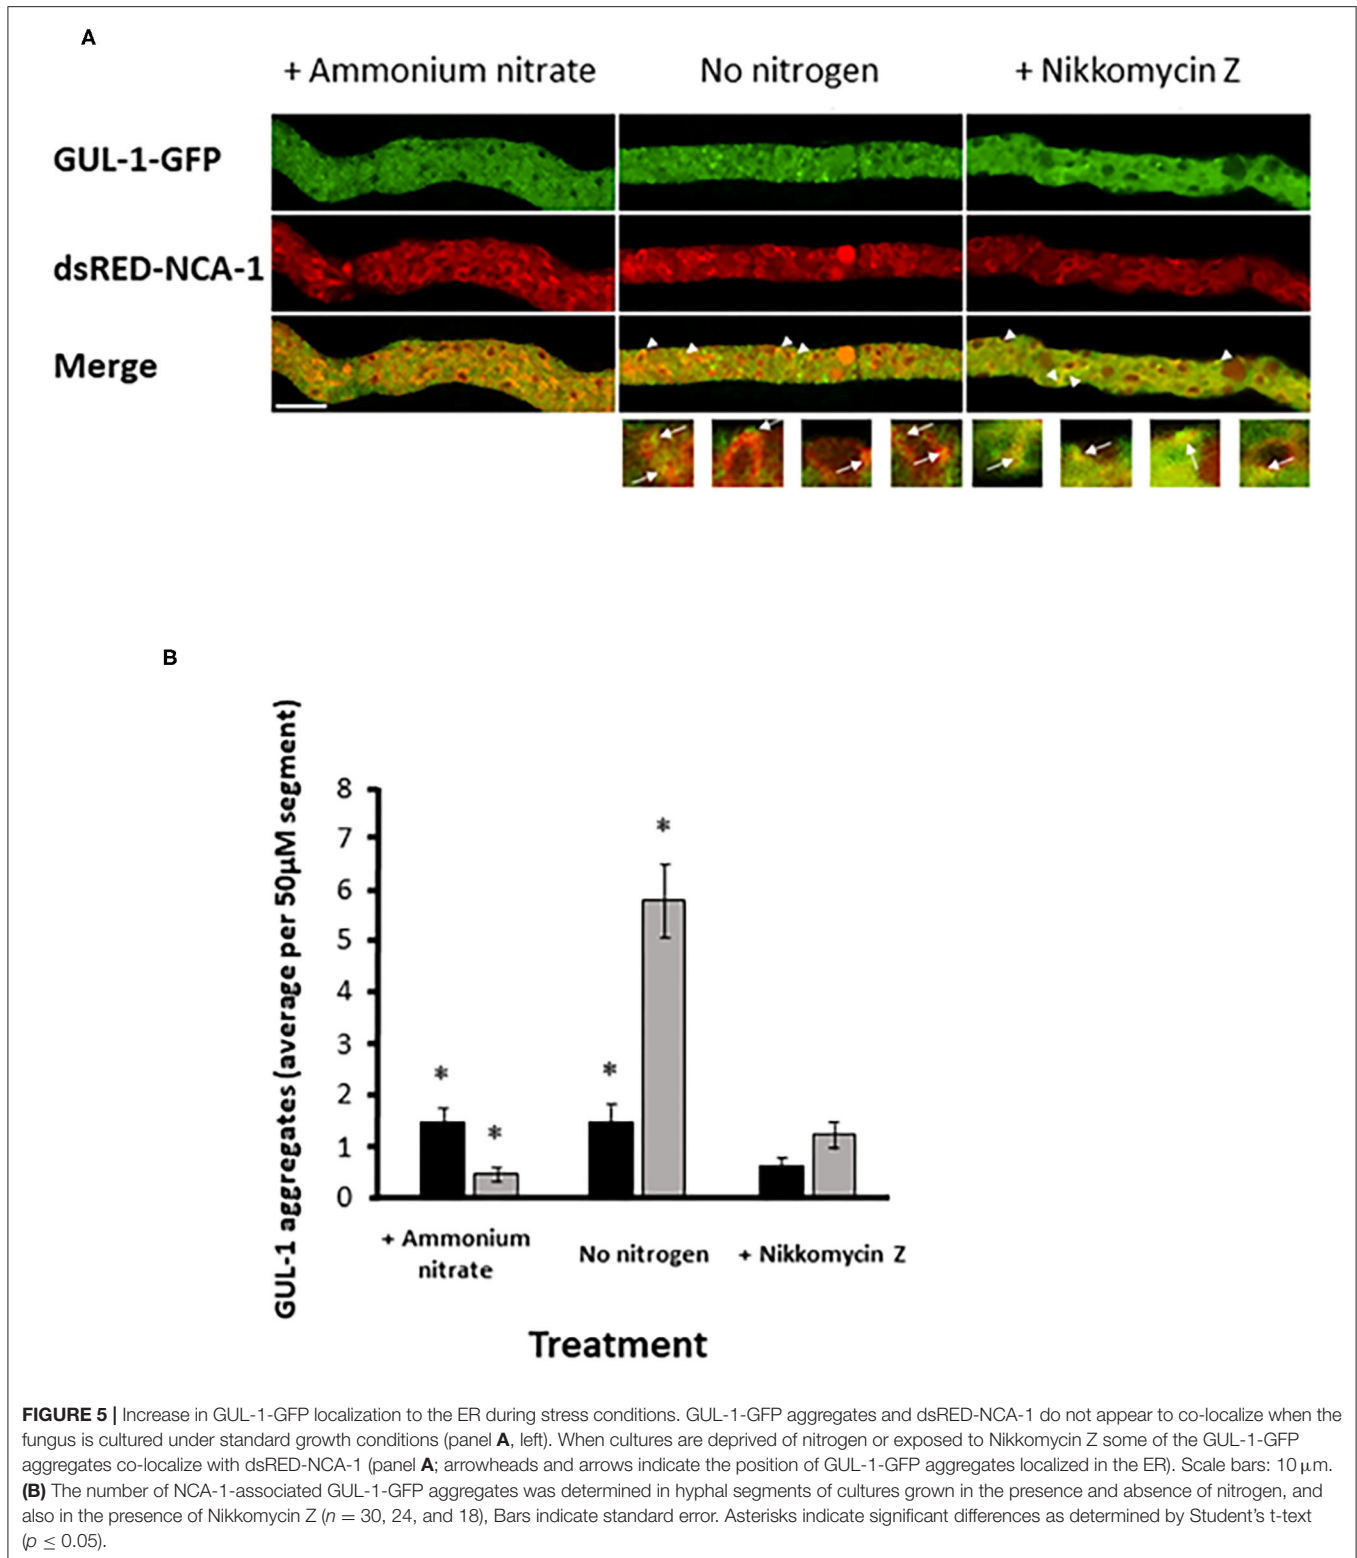 A
+ Ammonium nitrate No nitrogen + Nikkomycin Z
GUL-1-GFP
dsRED-NCA-1
Merge
B
GUL-1 aggregates (average per 50µM segment)
8
*
7
6
5
4
3
* *
2
*
1
0
+ Ammonium nitrate No nitrogen + Nikkomycin Z
Treatment
FIGURE 5 | Increase in GUL-1-GFP localization to the ER during stress conditions. GUL-1-GFP aggregates and dsRED-NCA-1 do not appear to co-localize when the
fungus is cultured under standard growth conditions (panel A, left). When cultures are deprived of nitrogen or exposed to Nikkomycin Z some of the GUL-1-GFP
aggregates co-localize with dsRED-NCA-1 (panel A; arrowheads and arrows indicate the position of GUL-1-GFP aggregates localized in the ER). Scale bars: 10 µm.
(B) The number of NCA-1-associated GUL-1-GFP aggregates was determined in hyphal segments of cultures grown in the presence and absence of nitrogen, and
also in the presence of Nikkomycin Z (n = 30, 24, and 18), Bars indicate standard error. Asterisks indicate significant differences as determined by Student's t-text
(p ≤ 0.05).